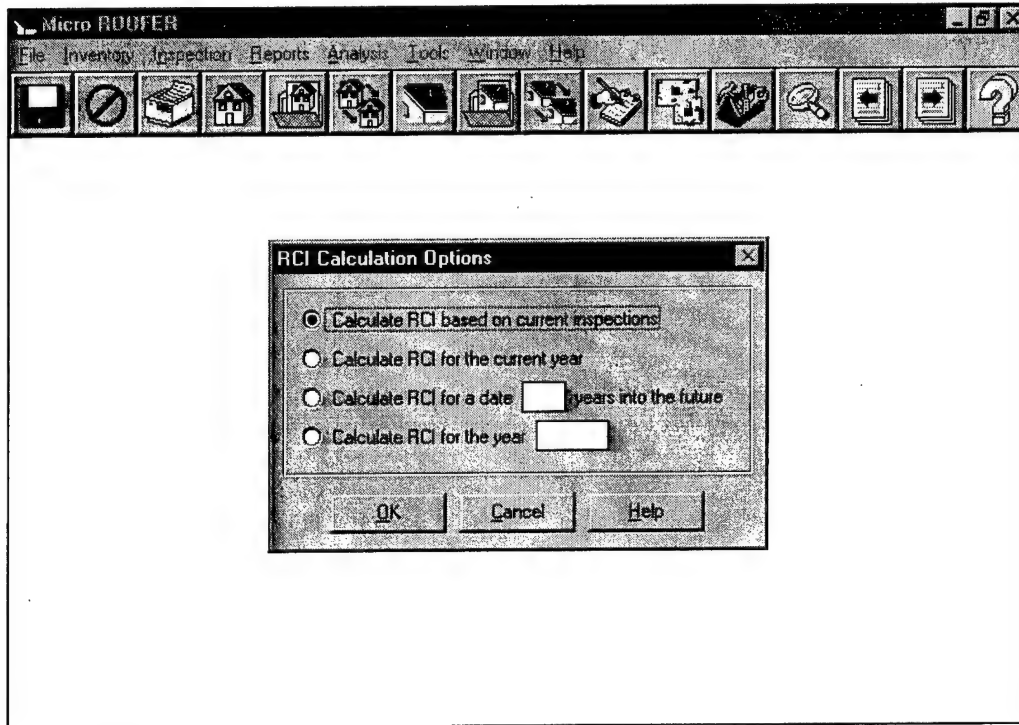 Micro ROOFER
File Inventory Inspection Reports Analysis Tools Window Help
RCI Calculation Options
Calculate RCI based on current inspections
Calculate RCI for the current year
Calculate RCI for a date years into the future
Calculate RCI for the year
OK Cancel Help